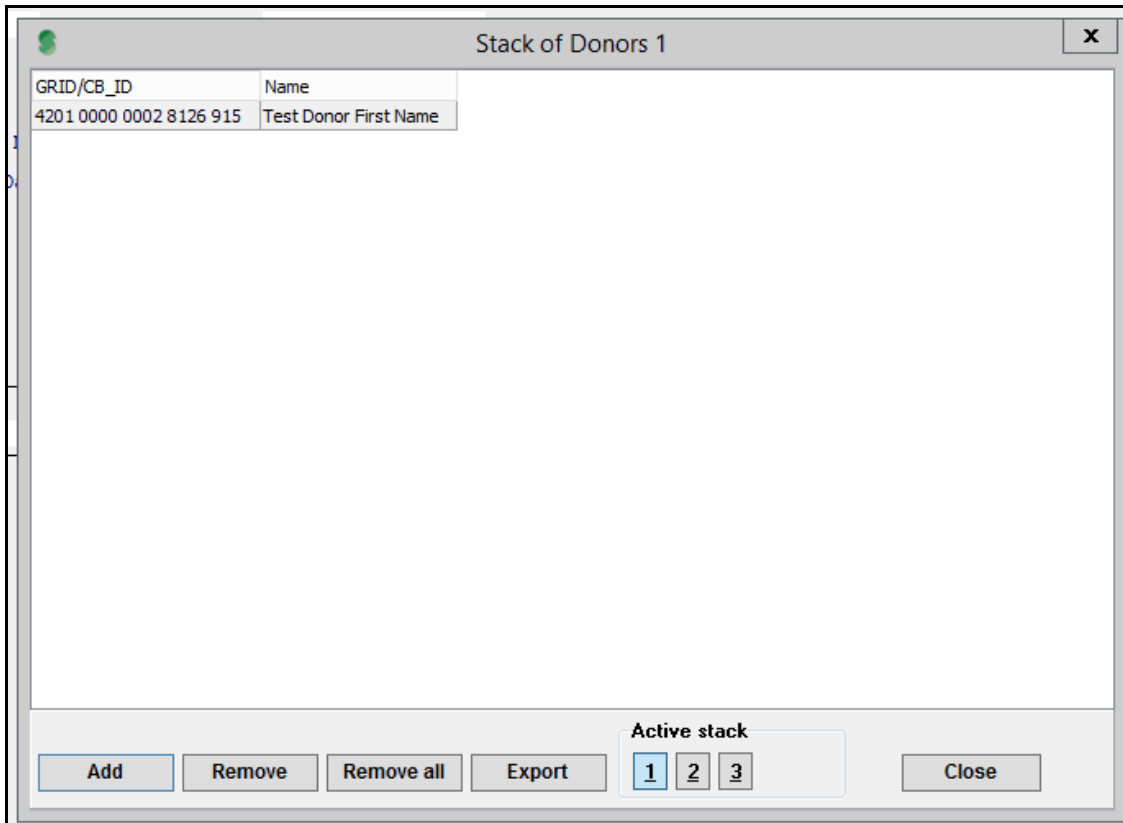 Stack of Donors 1
x
GRID/CB_ID Name
4201 0000 0002 8126 915 Test Donor First Name
Active stack
Add Remove Remove all Export 1 2 3 Close